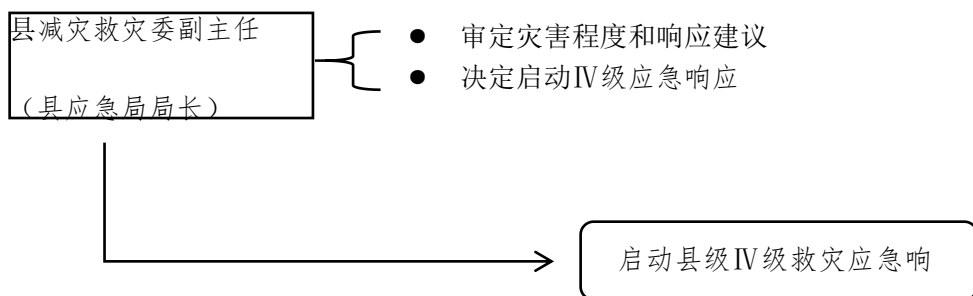 县减灾救灾委副主任
● 审定灾害程度和响应建议
● 决定启动Ⅳ级应急响应
（县应急局局长）
启动县级Ⅳ级救灾应急响